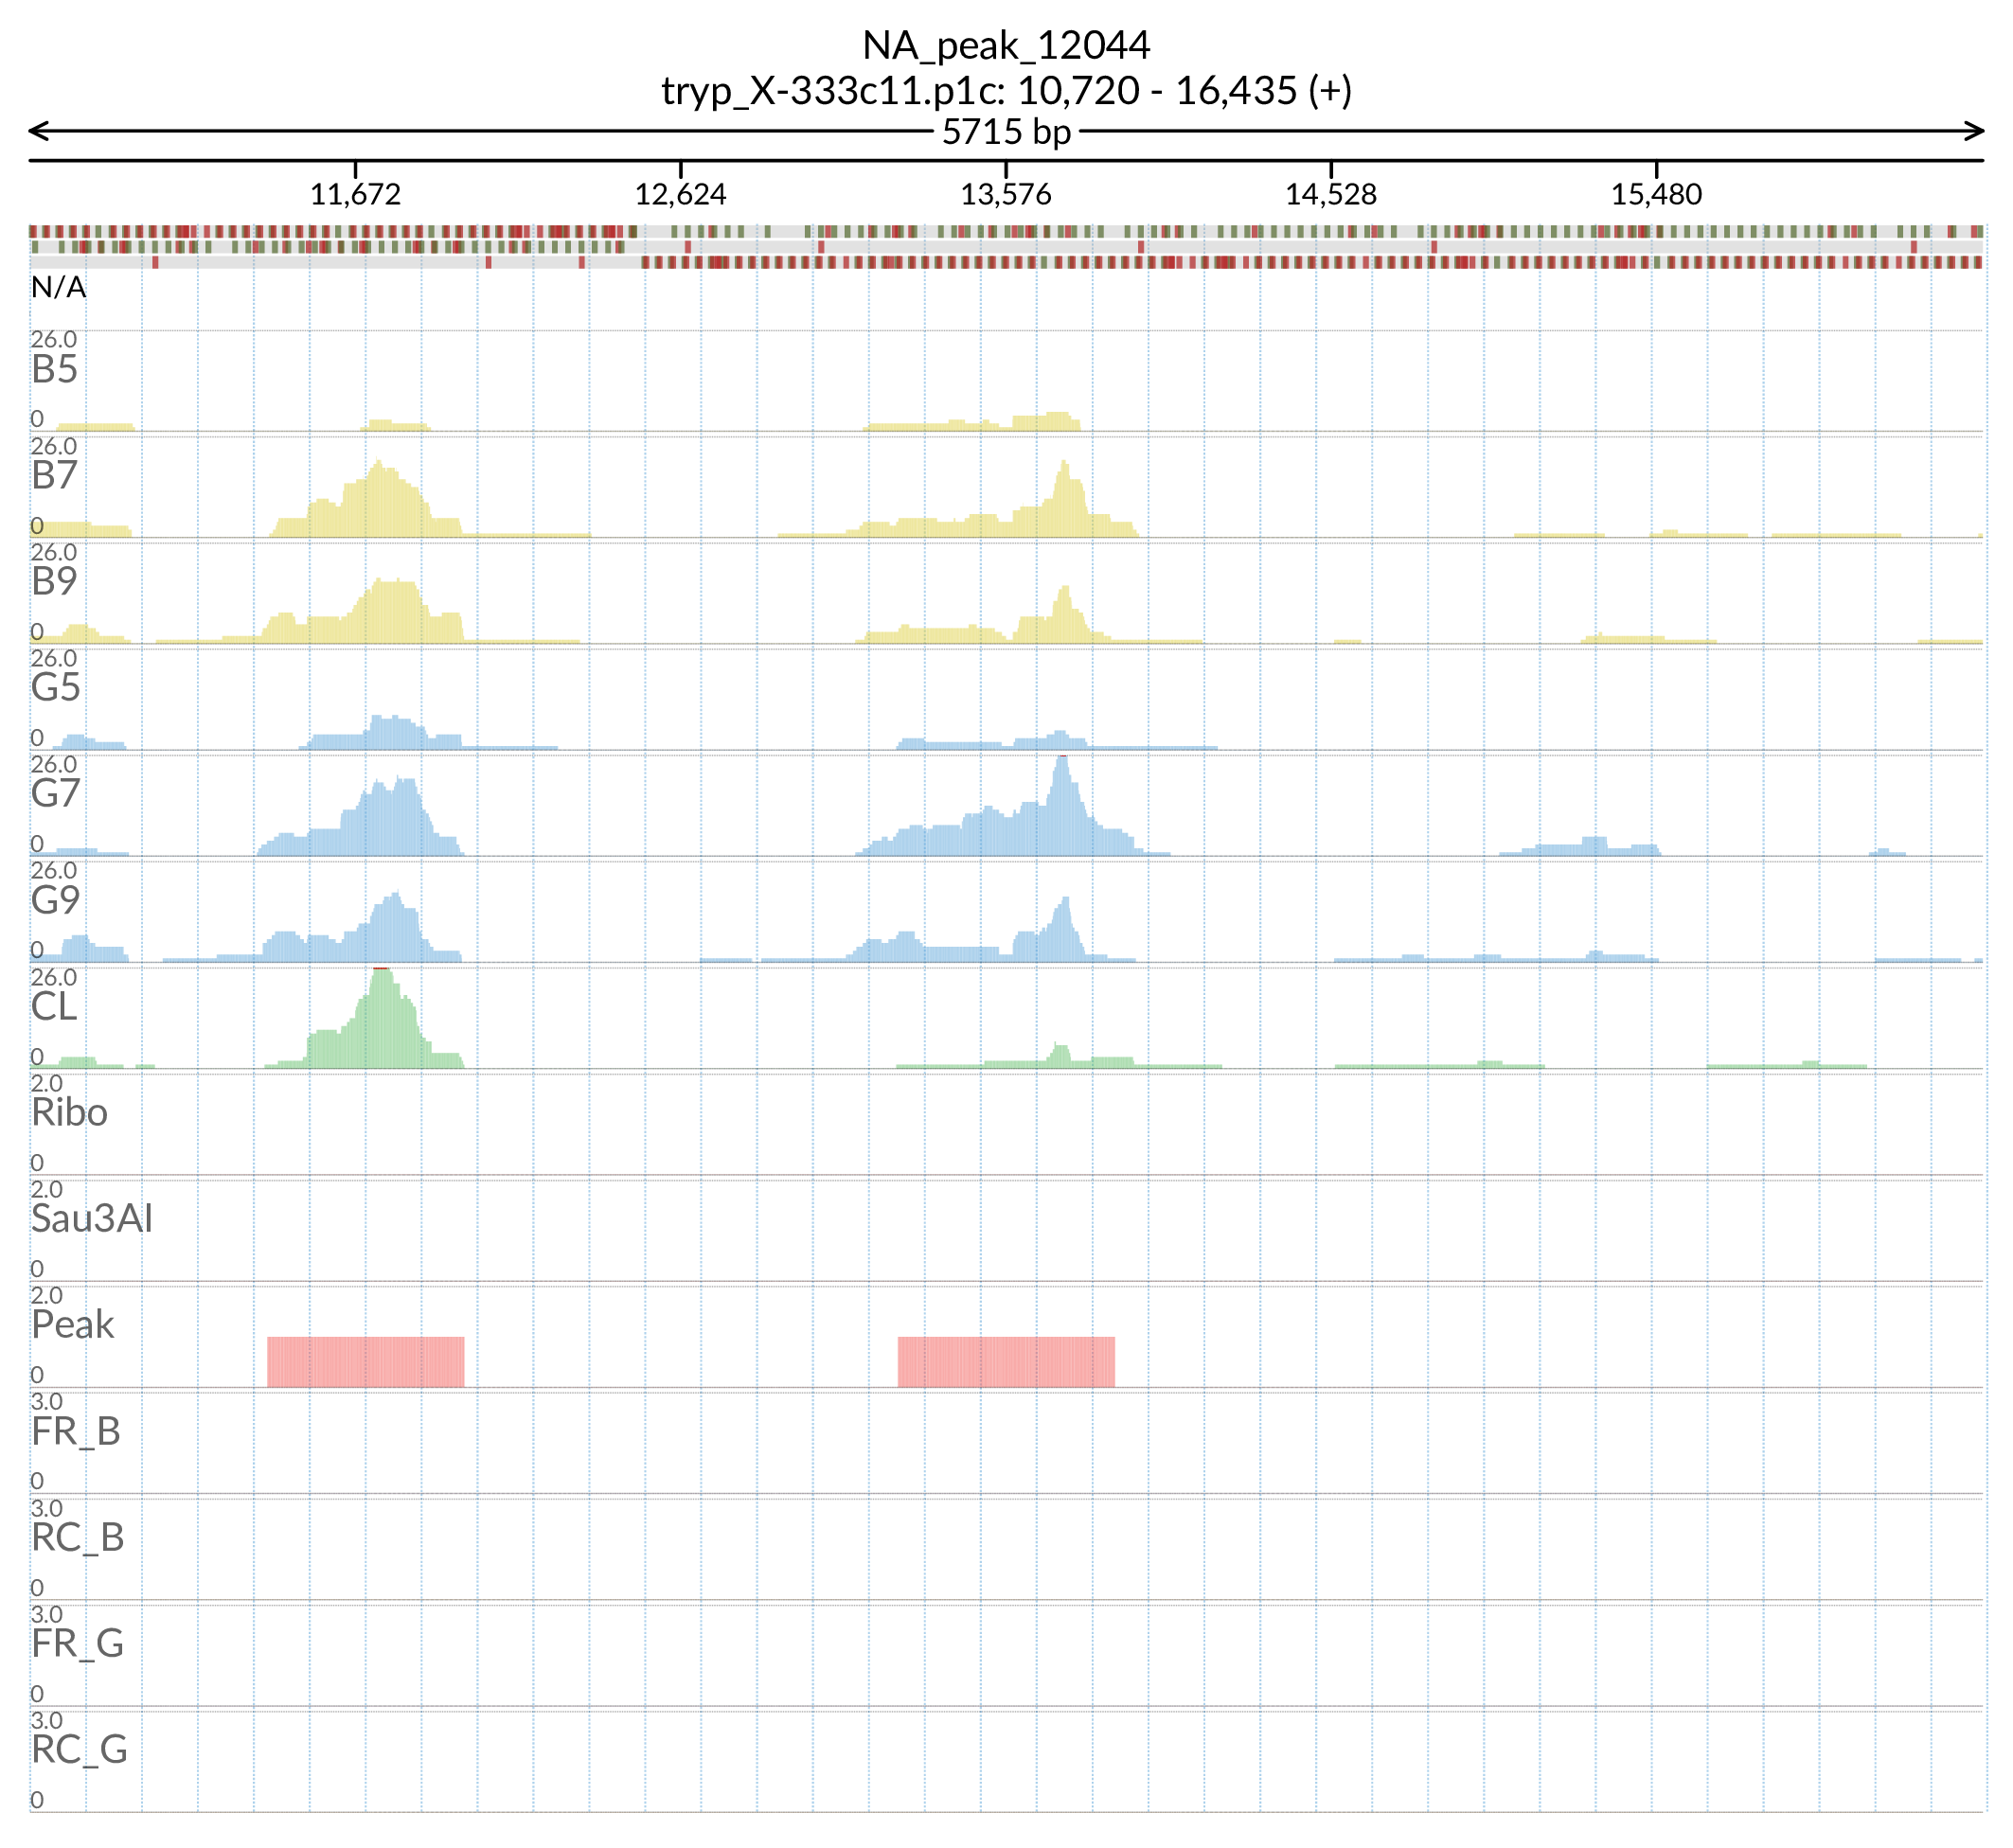 NA_peak_12044
tryp_X-333c11.p1c: 10,720 - 16,435 (+)
5715 bp
11,672 12,624 13,576 14,528 15,480
N/A
26.0
B5
0
26.0
B7
0
26.0
B9
0
26.0
G5
0
26.0
G7
0
26.0
G9
0
26.0
CL
0
2.0
Ribo
0
2.0
Sau3AI
0
2.0
Peak
0
3.0
FR_B
0
3.0
RC_B
0
3.0
FR_G
0
3.0
RC_G
0